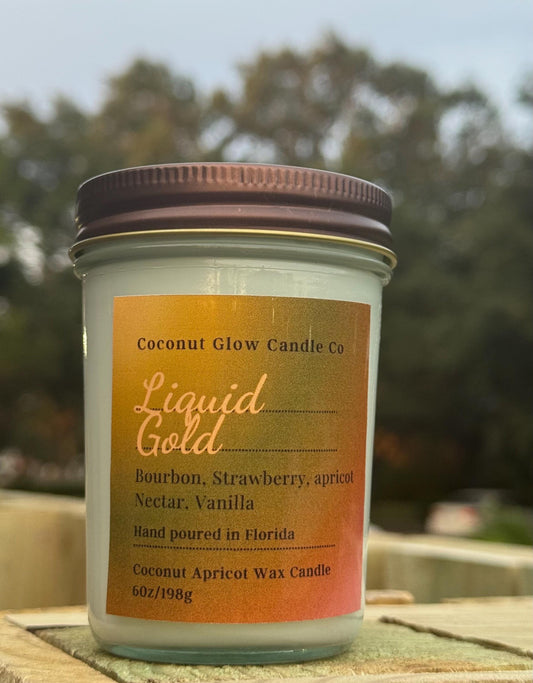 Coconut Glow Candle Co
Liquid
Gold
Bourbon, Strawberry, apricot
Nectar, Vanilla
Hand poured in Florida
Coconut Apricot Wax Candle
6oz/198g